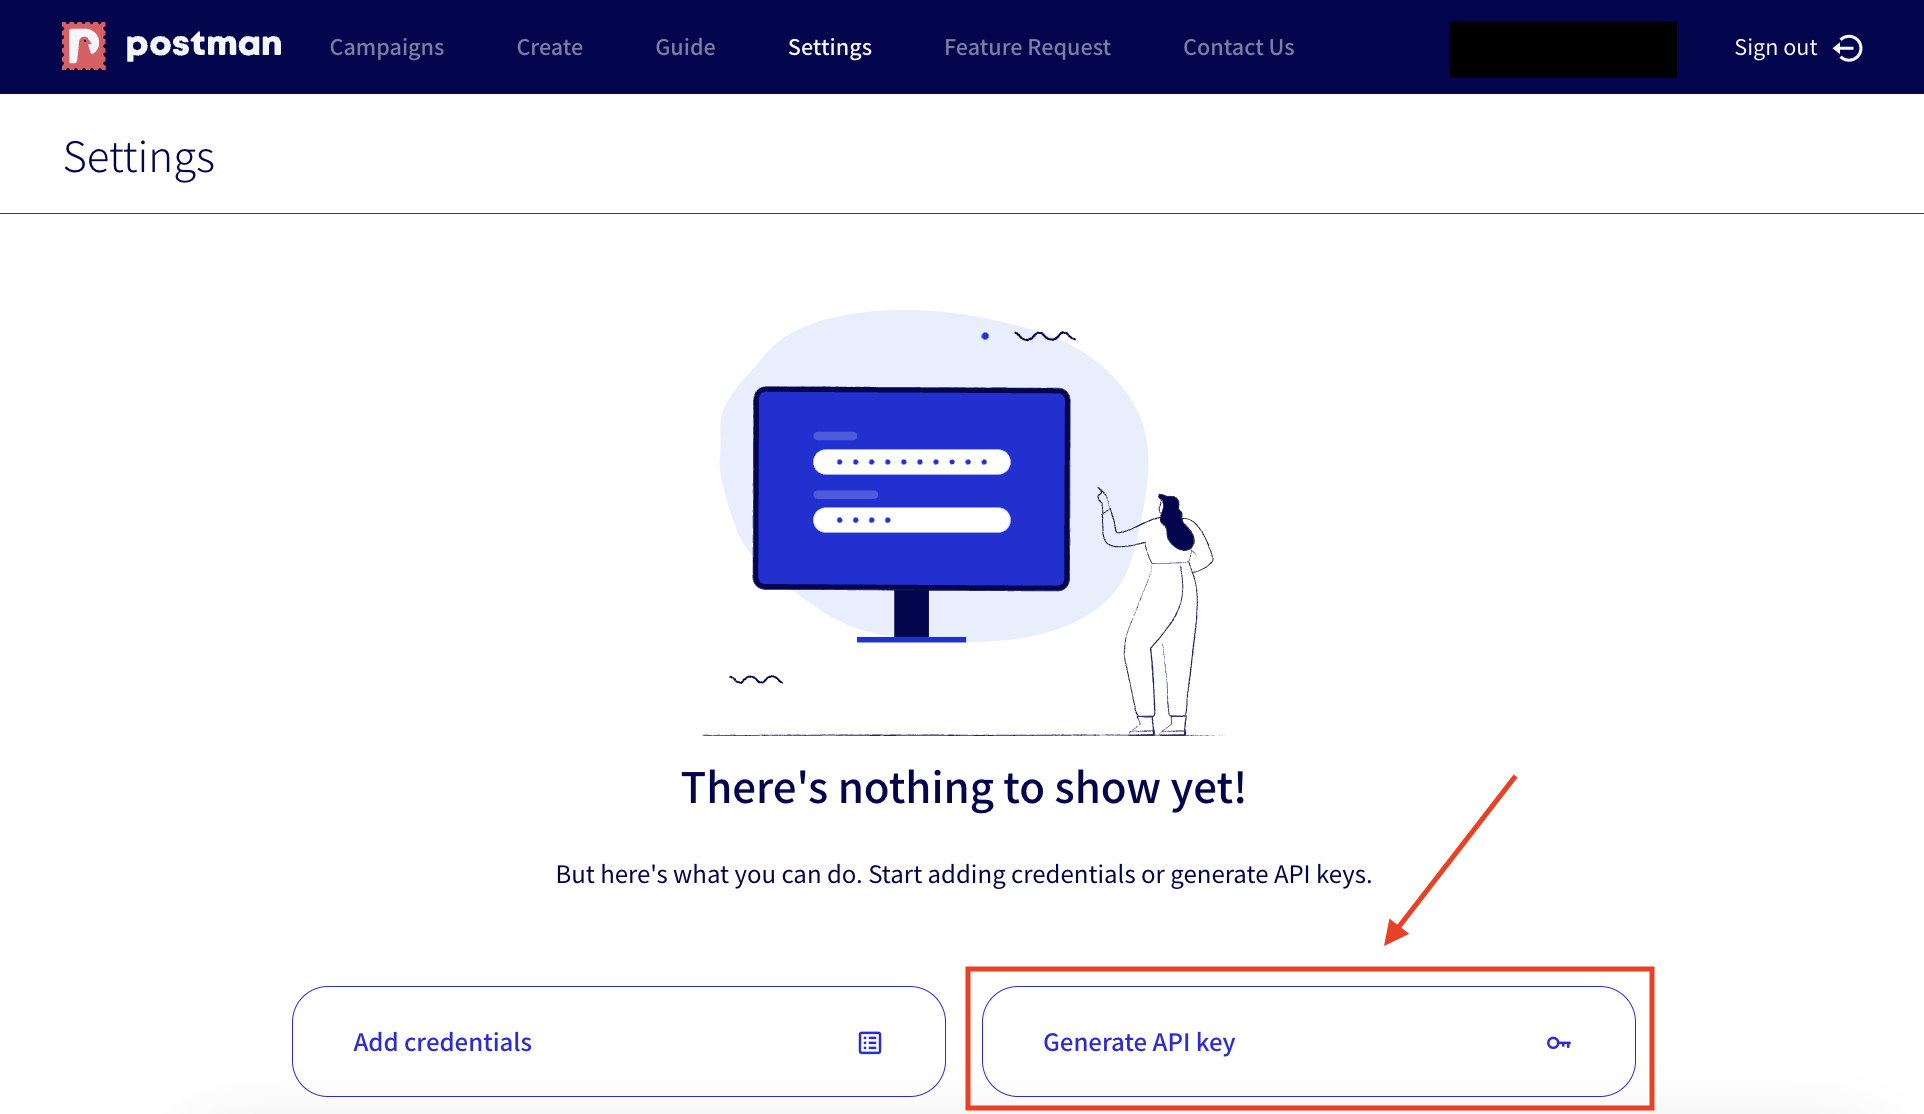 postman Campaigns Create Guide Settings Feature Request Contact Us Sign out
Settings
There's nothing to show yet!
But here's what you can do. Start adding credentials or generate API keys.
Add credentials Generate API key